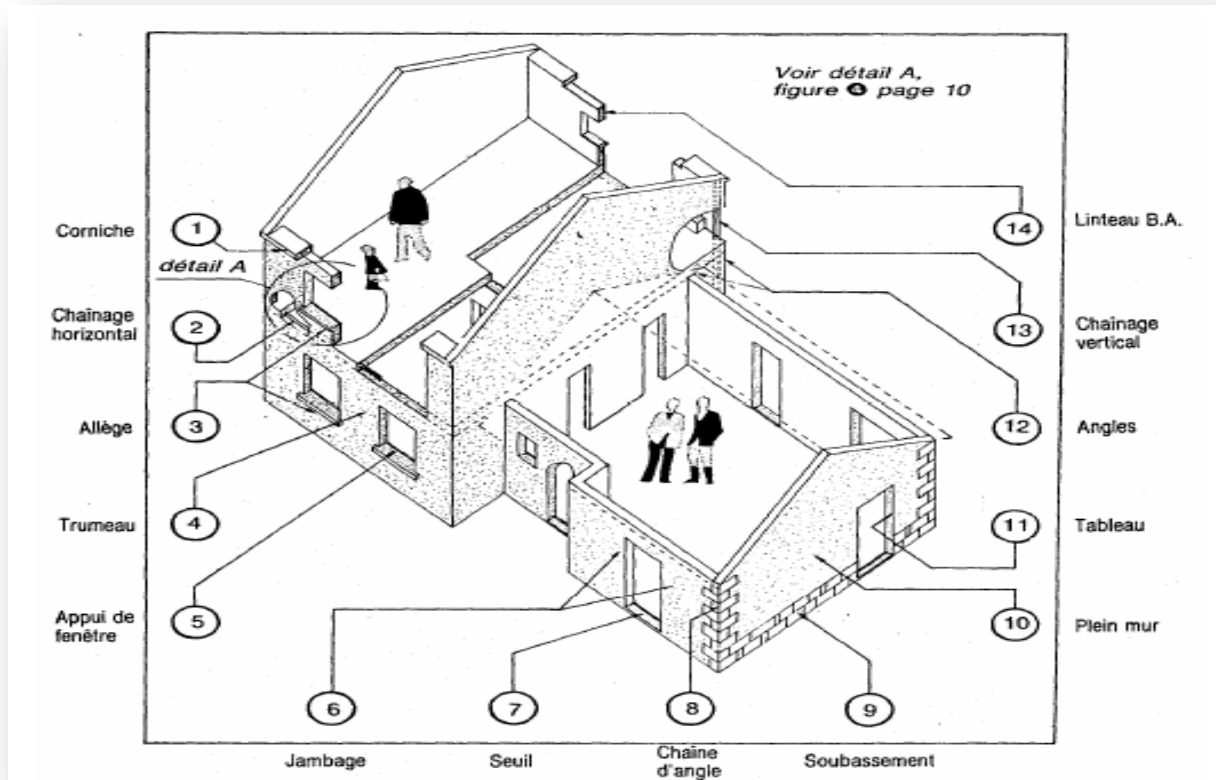 Voir détail A,
figure 4 page 10
Corniche
1
détail A
Chaînage
horizontal
2
Allège
3
Trumeau
4
Appui de
fenêtre
5
14
Linteau B.A.
13
Chaînage
vertical
12
Angles
11
Tableau
10
Plein mur
6
7
8
9
Jambage
Seuil
Chaîne
d'angle
Soubassement